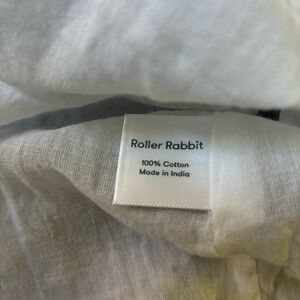 Roller Rabbit
100% Cotton
Made in India